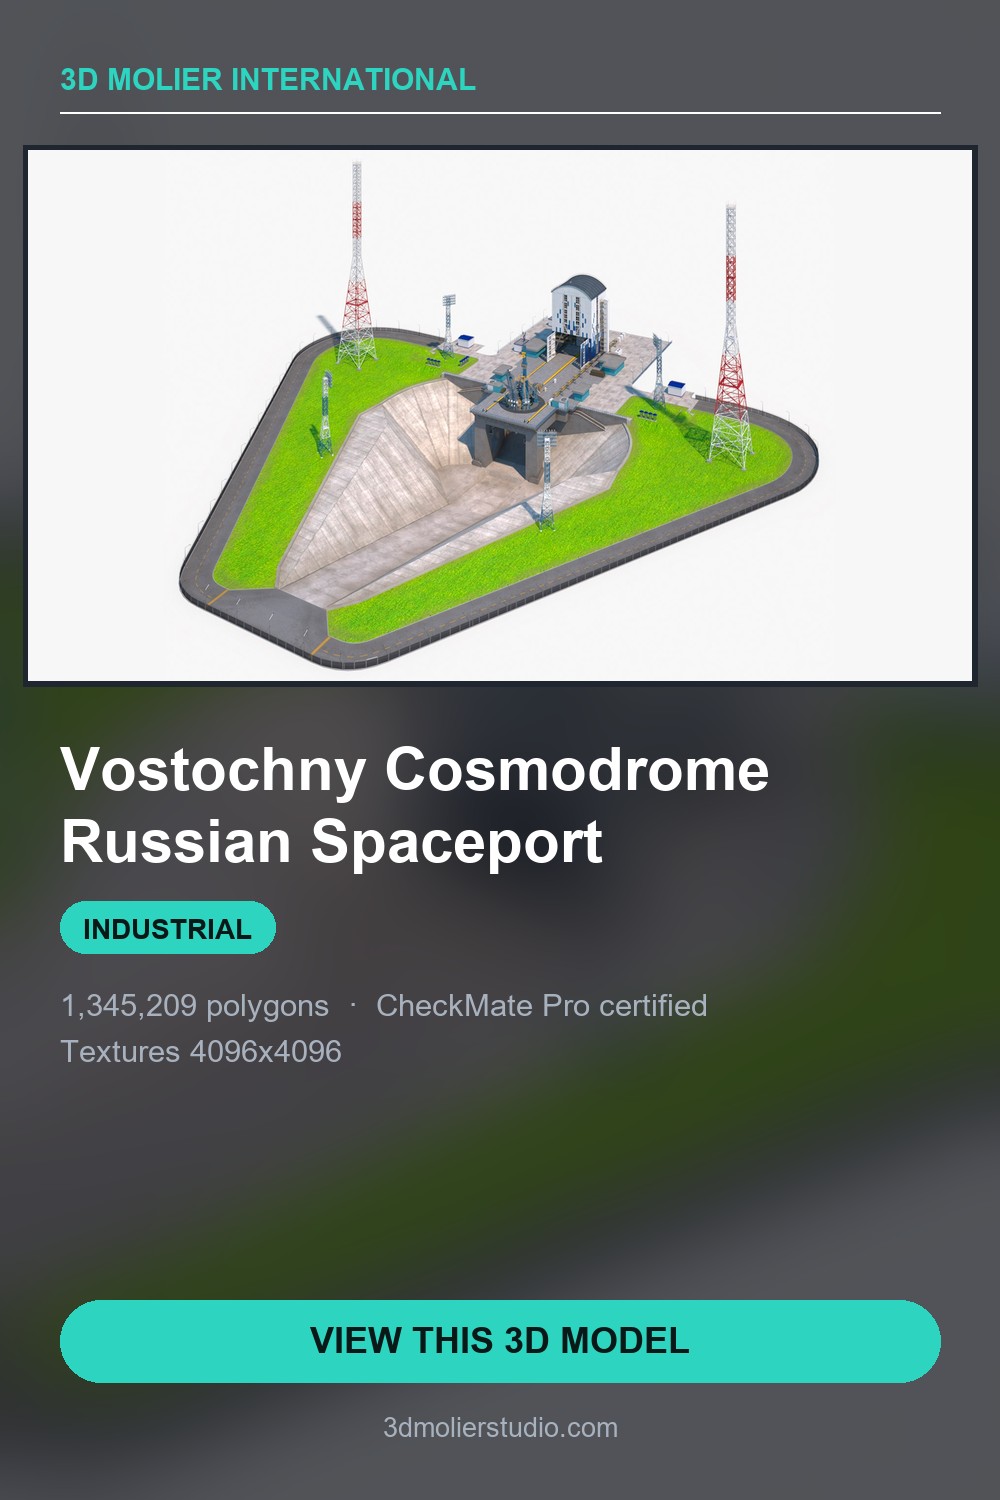 3D MOLIER INTERNATIONAL
Vostochny Cosmodrome
Russian Spaceport
INDUSTRIAL
1,345,209 polygons · CheckMate Pro certified
Textures 4096x4096
VIEW THIS 3D MODEL
3dmolierstudio.com